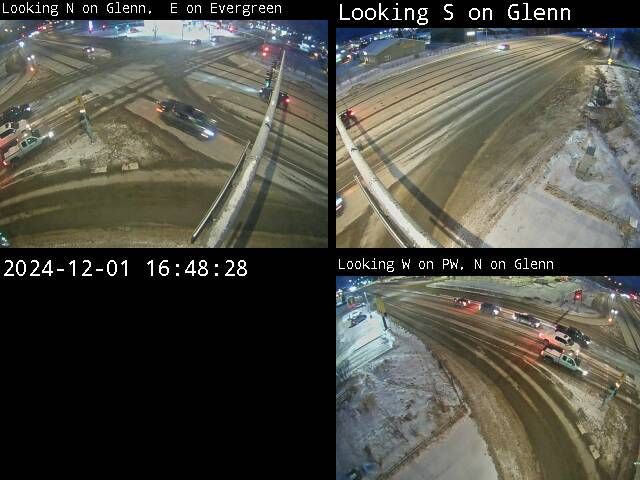 Looking N on Glenn,  E on Evergreen
Looking S on Glenn
2024-12-01 16:48:28
Looking W on PW, N on Glenn